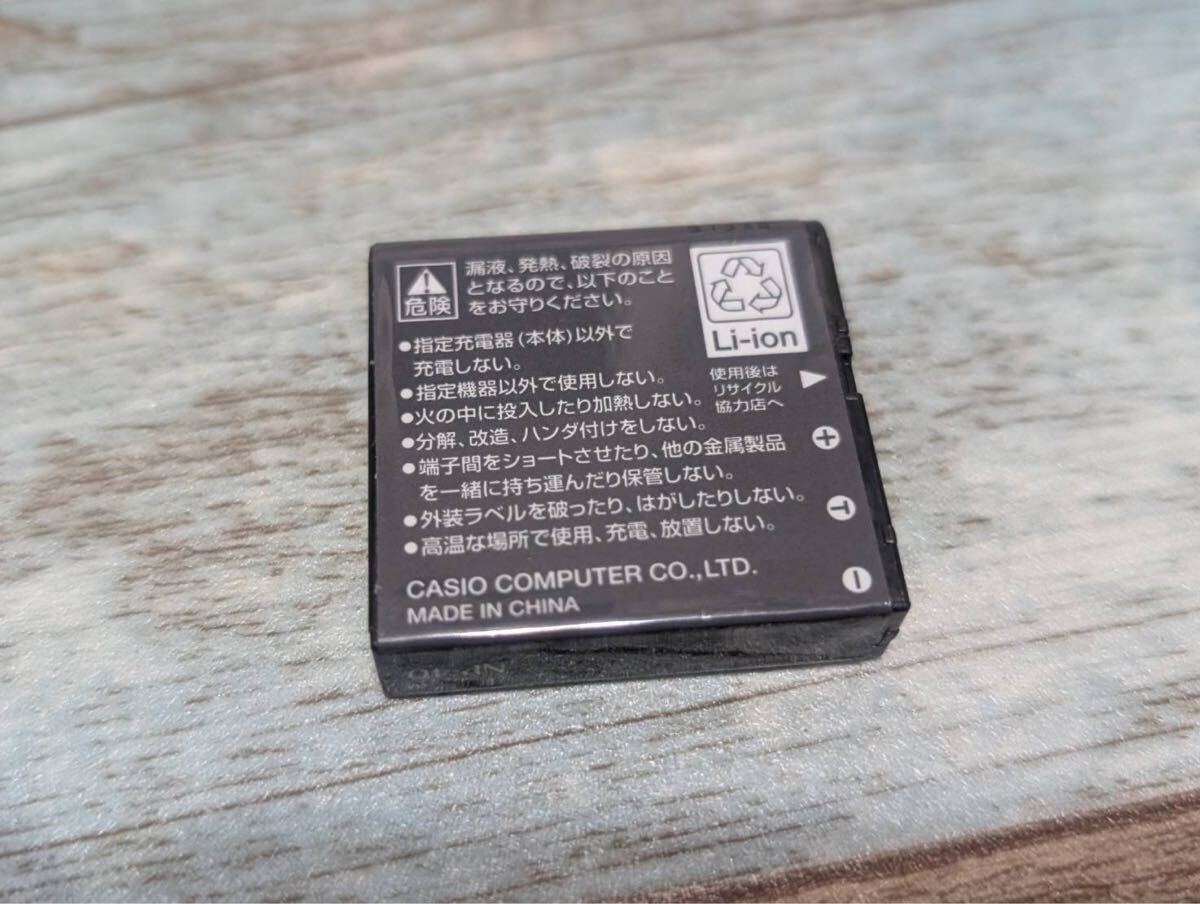 危険
漏液、発熱、破裂の原因
となるので、以下のこと
をお守りください。
●指定充電器(本体)以外で
充電しない。
●指定機器以外で使用しない。
●火の中に投入したり加熱しない。
●分解、改造、ハンダ付けをしない。
●端子間をショートさせたり、他の金属製品
を一緒に持ち運んだり保管しない。
●外装ラベルを破ったり、はがしたりしない。
●高温な場所で使用、充電、放置しない。
CASIO COMPUTER CO.,LTD.
MADE IN CHINA
Li-ion
使用後は
リサイクル
協力店へ
+
T
−